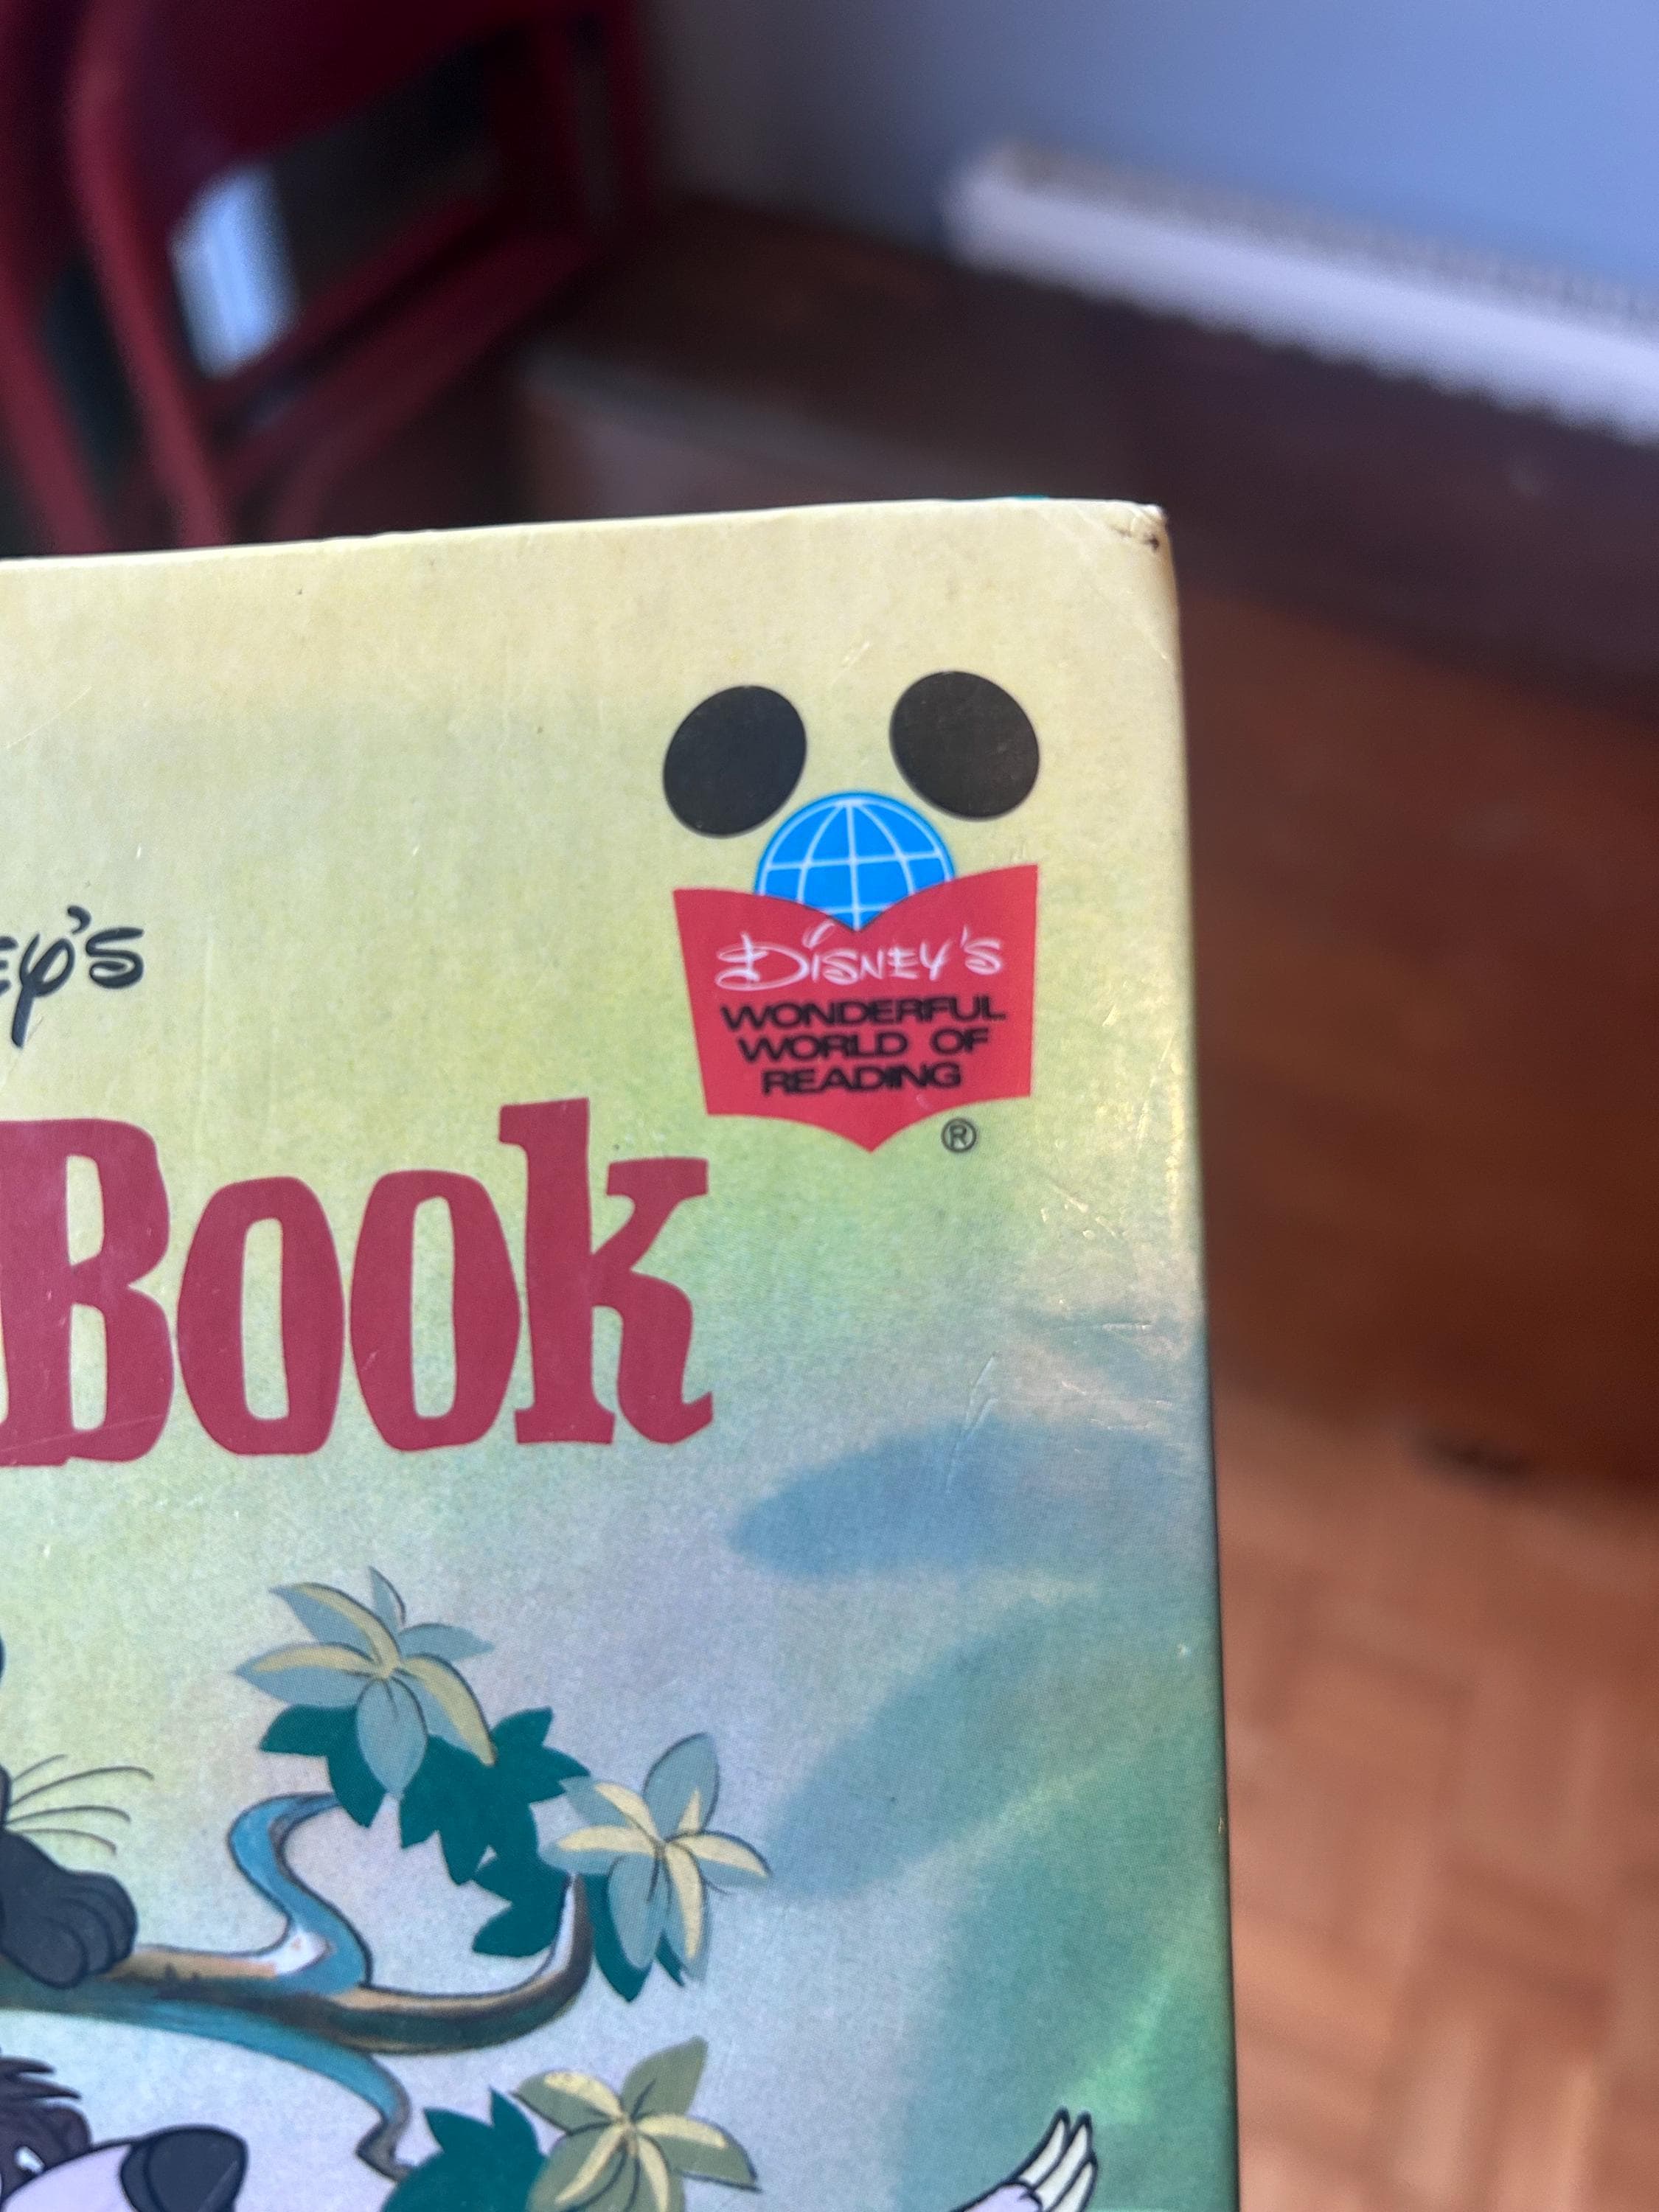 ey's
Book
Disney's
WONDERFUL
WORLD OF
READING
®